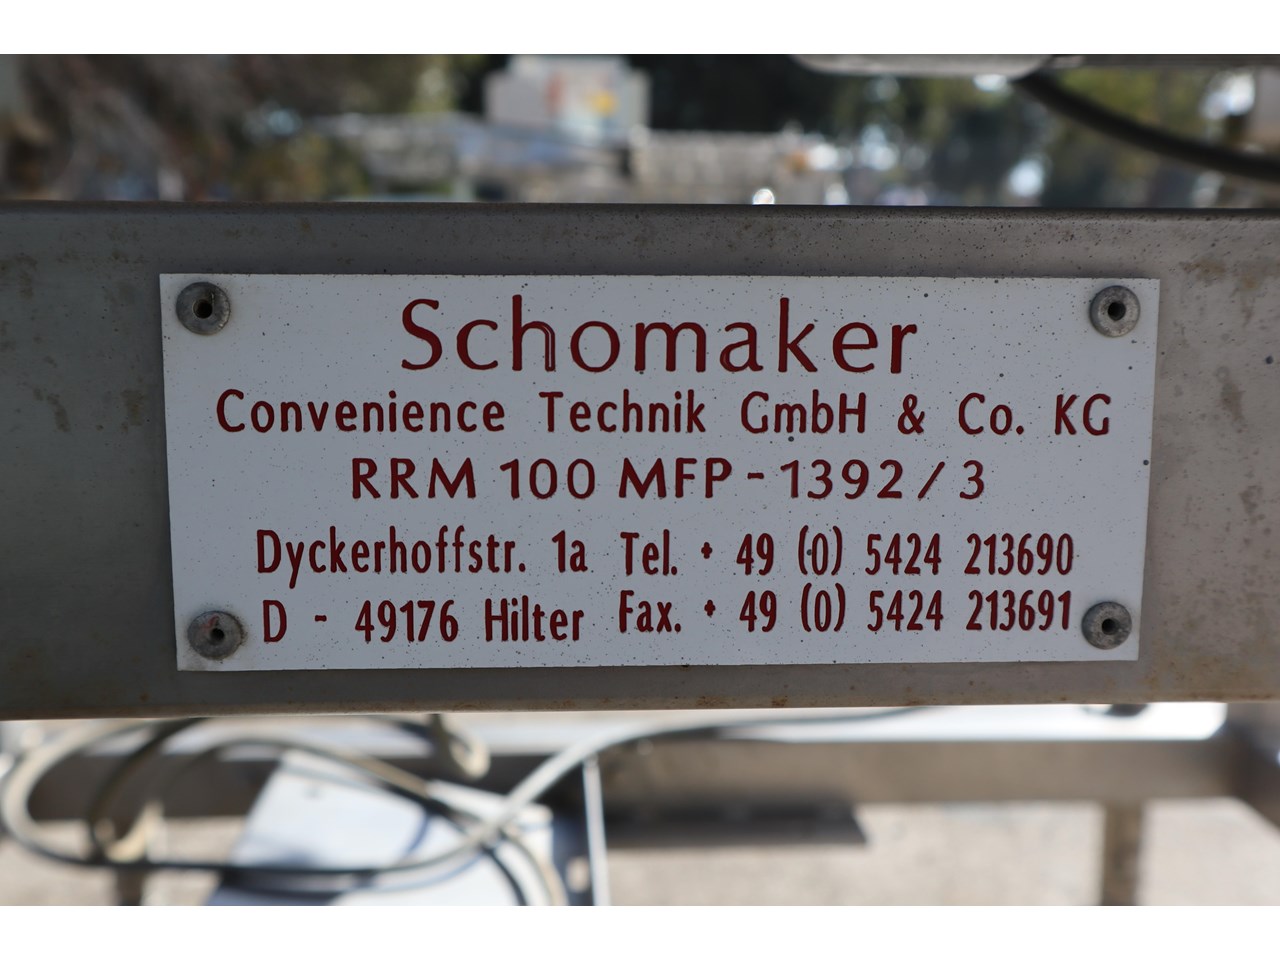 Schomaker
Convenience Technik GmbH & Co. KG
RRM 100 MFP - 1392 / 3
Dyckerhoffstr. 1a Tel. + 49 (0) 5424 213690
D - 49176 Hilter Fax. + 49 (0) 5424 213691